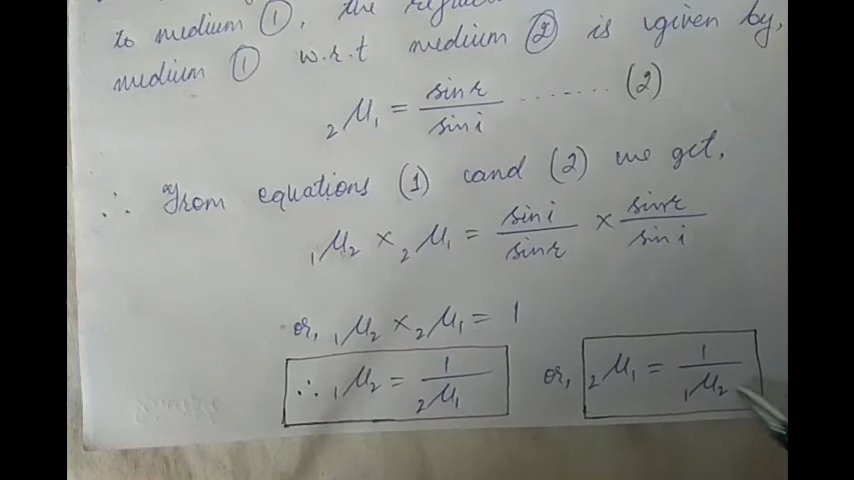 to medium ①, the
medium ① w.r.t medium ② is given by,
₂μ₁ = sin r / sin i ........ (2)
∴ From equations (1) and (2) we get,
₁μ₂ × ₂μ₁ = sin i / sin r × sin r / sin i
or, ₁μ₂ × ₂μ₁ = 1
∴ ₁μ₂ = 1 / ₂μ₁ or, ₂μ₁ = 1 / ₁μ₂